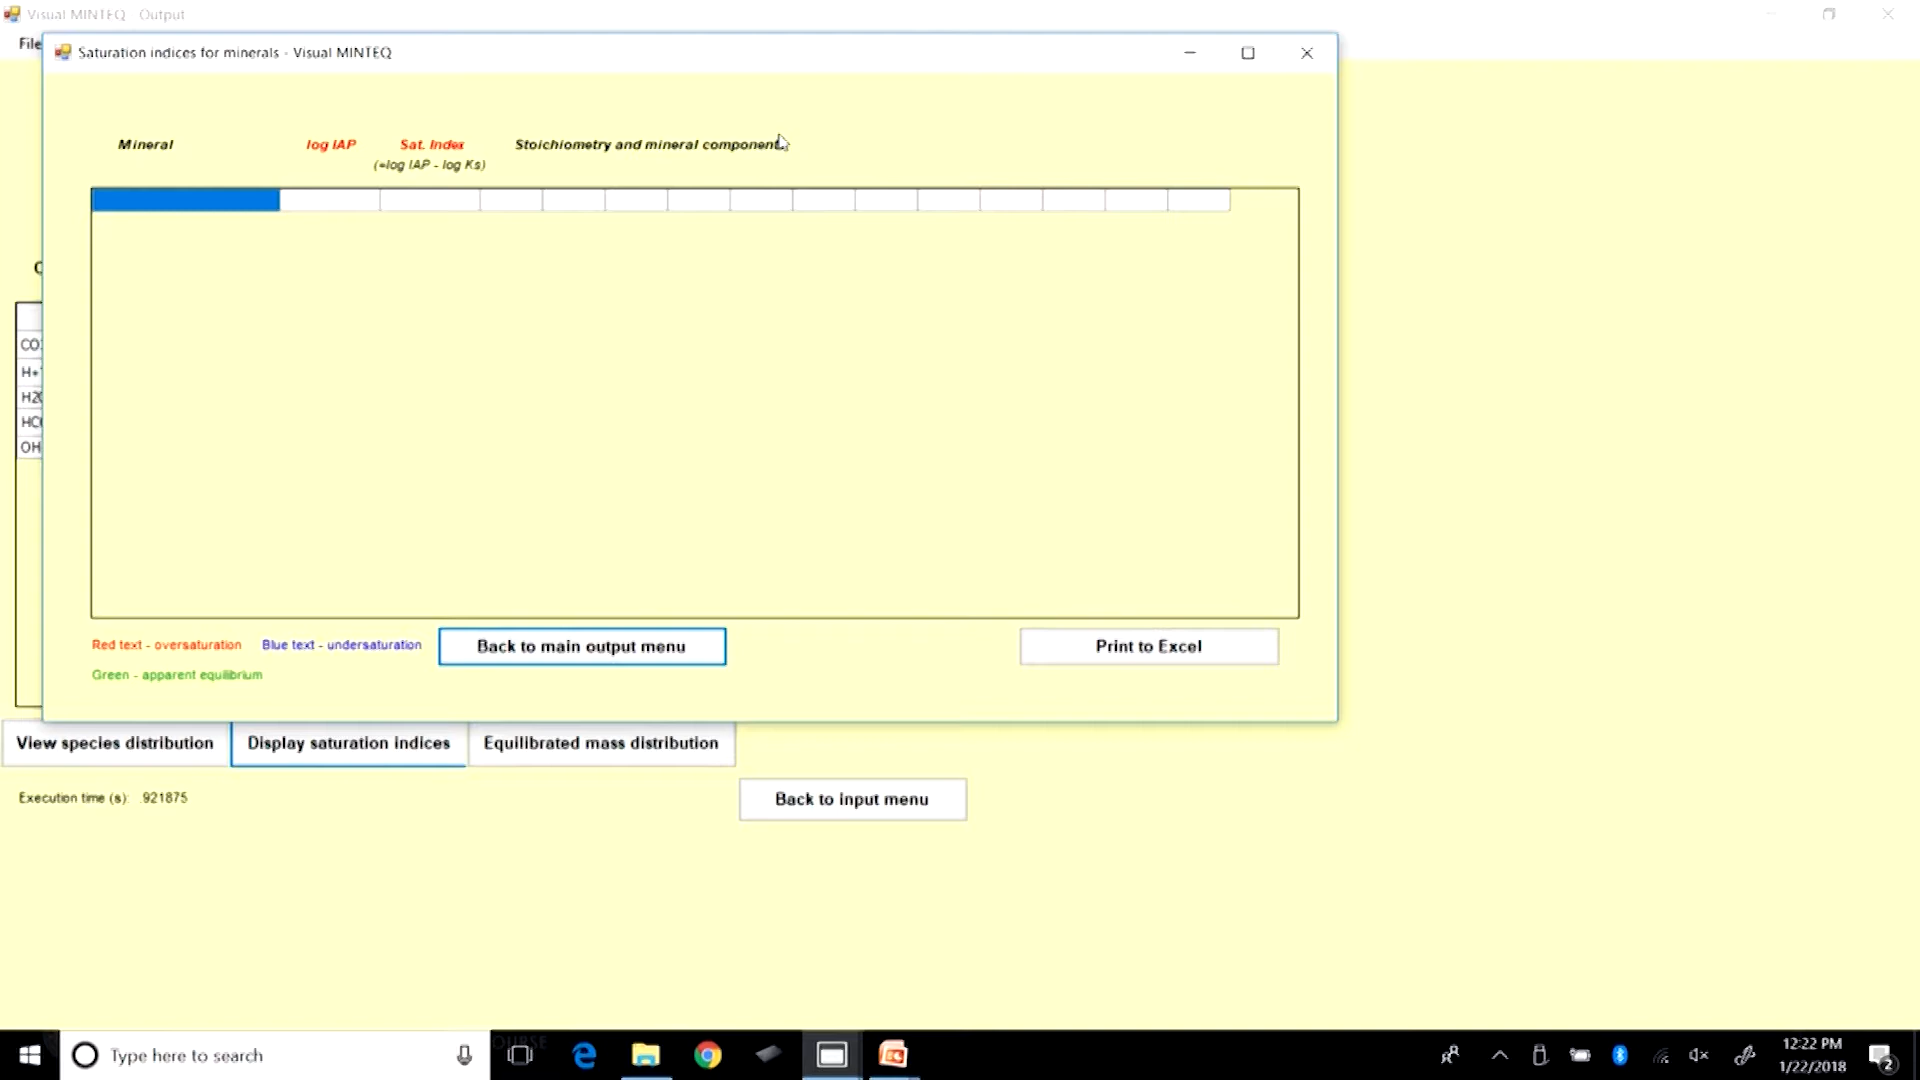 Visual MINTEQ Output
File
Saturation indices for minerals - Visual MINTEQ
Mineral log IAP Sat. Index Stoichiometry and mineral component
(=log IAP - log Ks)
H2
OH
Red text - oversaturation Blue text - undersaturation Back to main output menu Print to Excel
Green - apparent equilibrium
View species distribution Display saturation indices Equilibrated mass distribution
Execution time (s): .921875 Back to input menu
Type here to search
12:22 PM
1/22/2018
2